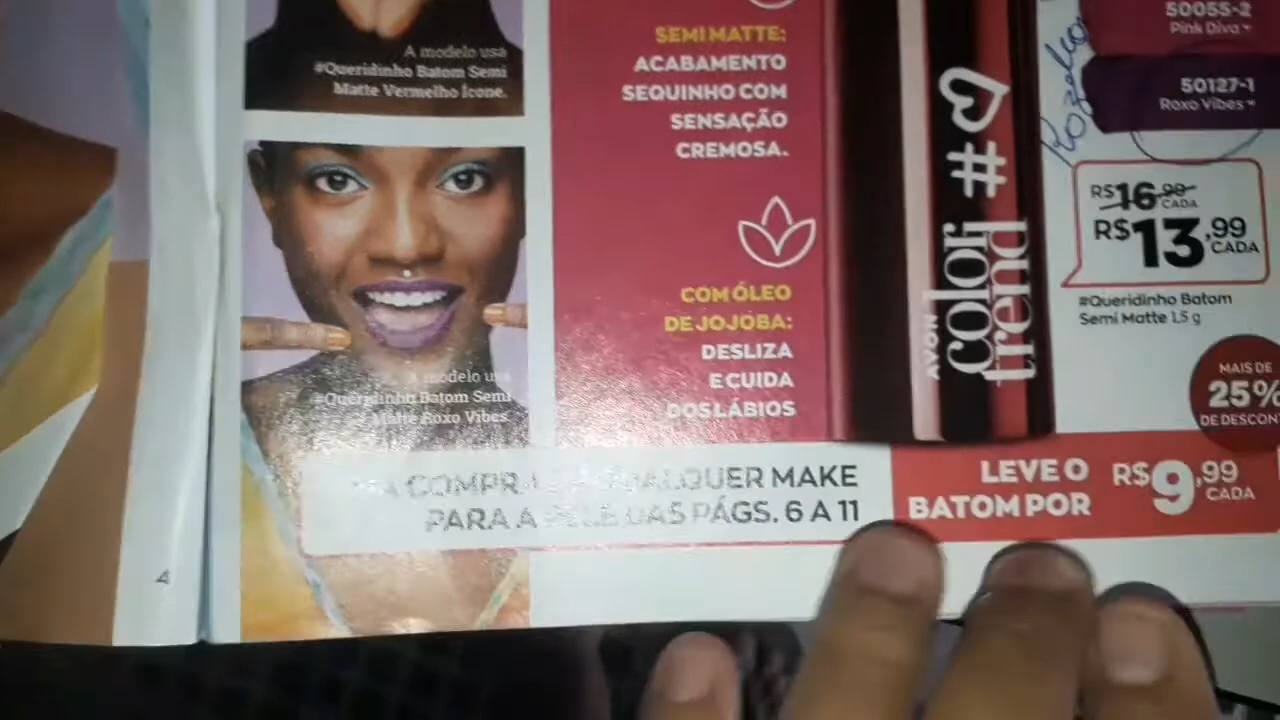 A modelo usa
#Queridinho Batom Semi
Matte Vermelho Ícone.
A modelo usa
#Queridinho Batom Semi
Matte Roxo Vibes.
4
SEMI MATTE:
ACABAMENTO
SEQUINHO COM
SENSAÇÃO
CREMOSA.
COM ÓLEO
DE JOJOBA:
DESLIZA
E CUIDA
DOS LÁBIOS
AVON
color
trend
#
50055-2
Pink Diva
50127-1
Roxo Vibes
R$16,99
CADA
R$13,99
CADA
#Queridinho Batom
Semi Matte 1,5 g
MAIS DE
25%
DE DESCON
COMPR QUALQUER MAKE
PARA A PELE DAS PÁGS. 6 A 11
LEVE O
BATOM POR
R$9,99
CADA